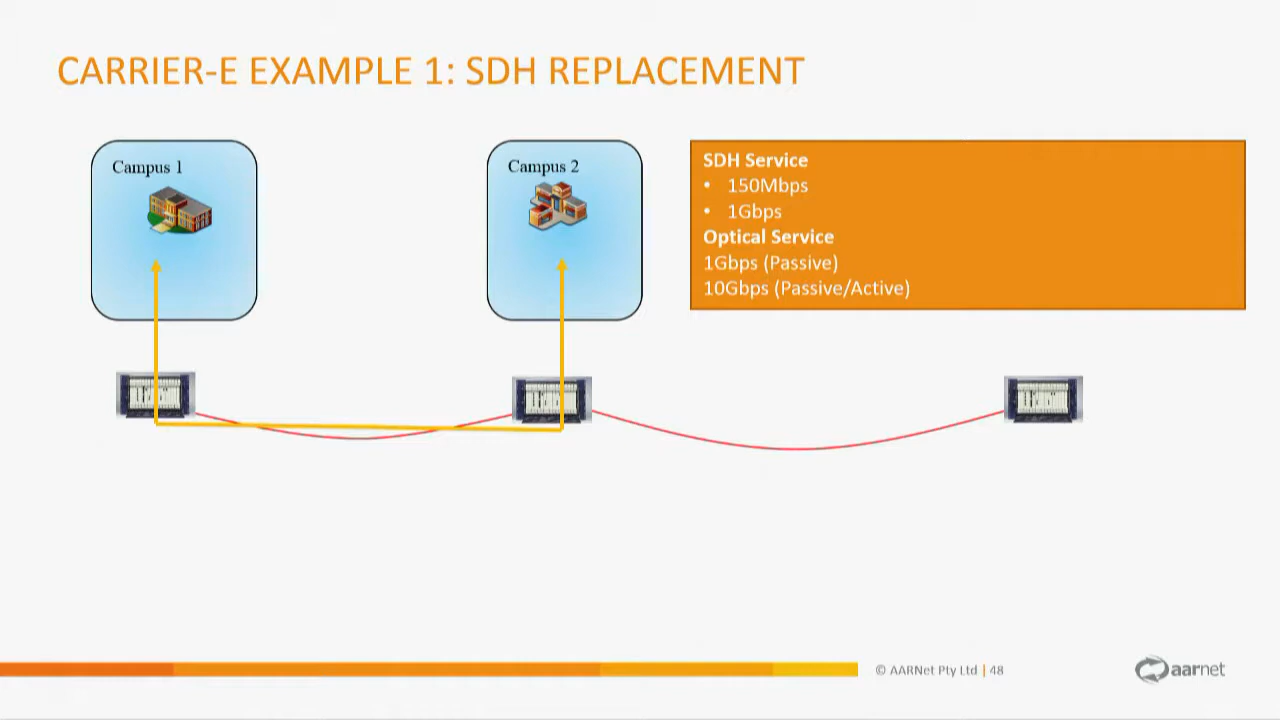 CARRIER-E EXAMPLE 1: SDH REPLACEMENT
Campus 1
Campus 2
SDH Service
• 150Mbps
• 1Gbps
Optical Service
1Gbps (Passive)
10Gbps (Passive/Active)
© AARNet Pty Ltd | 48
aarnet